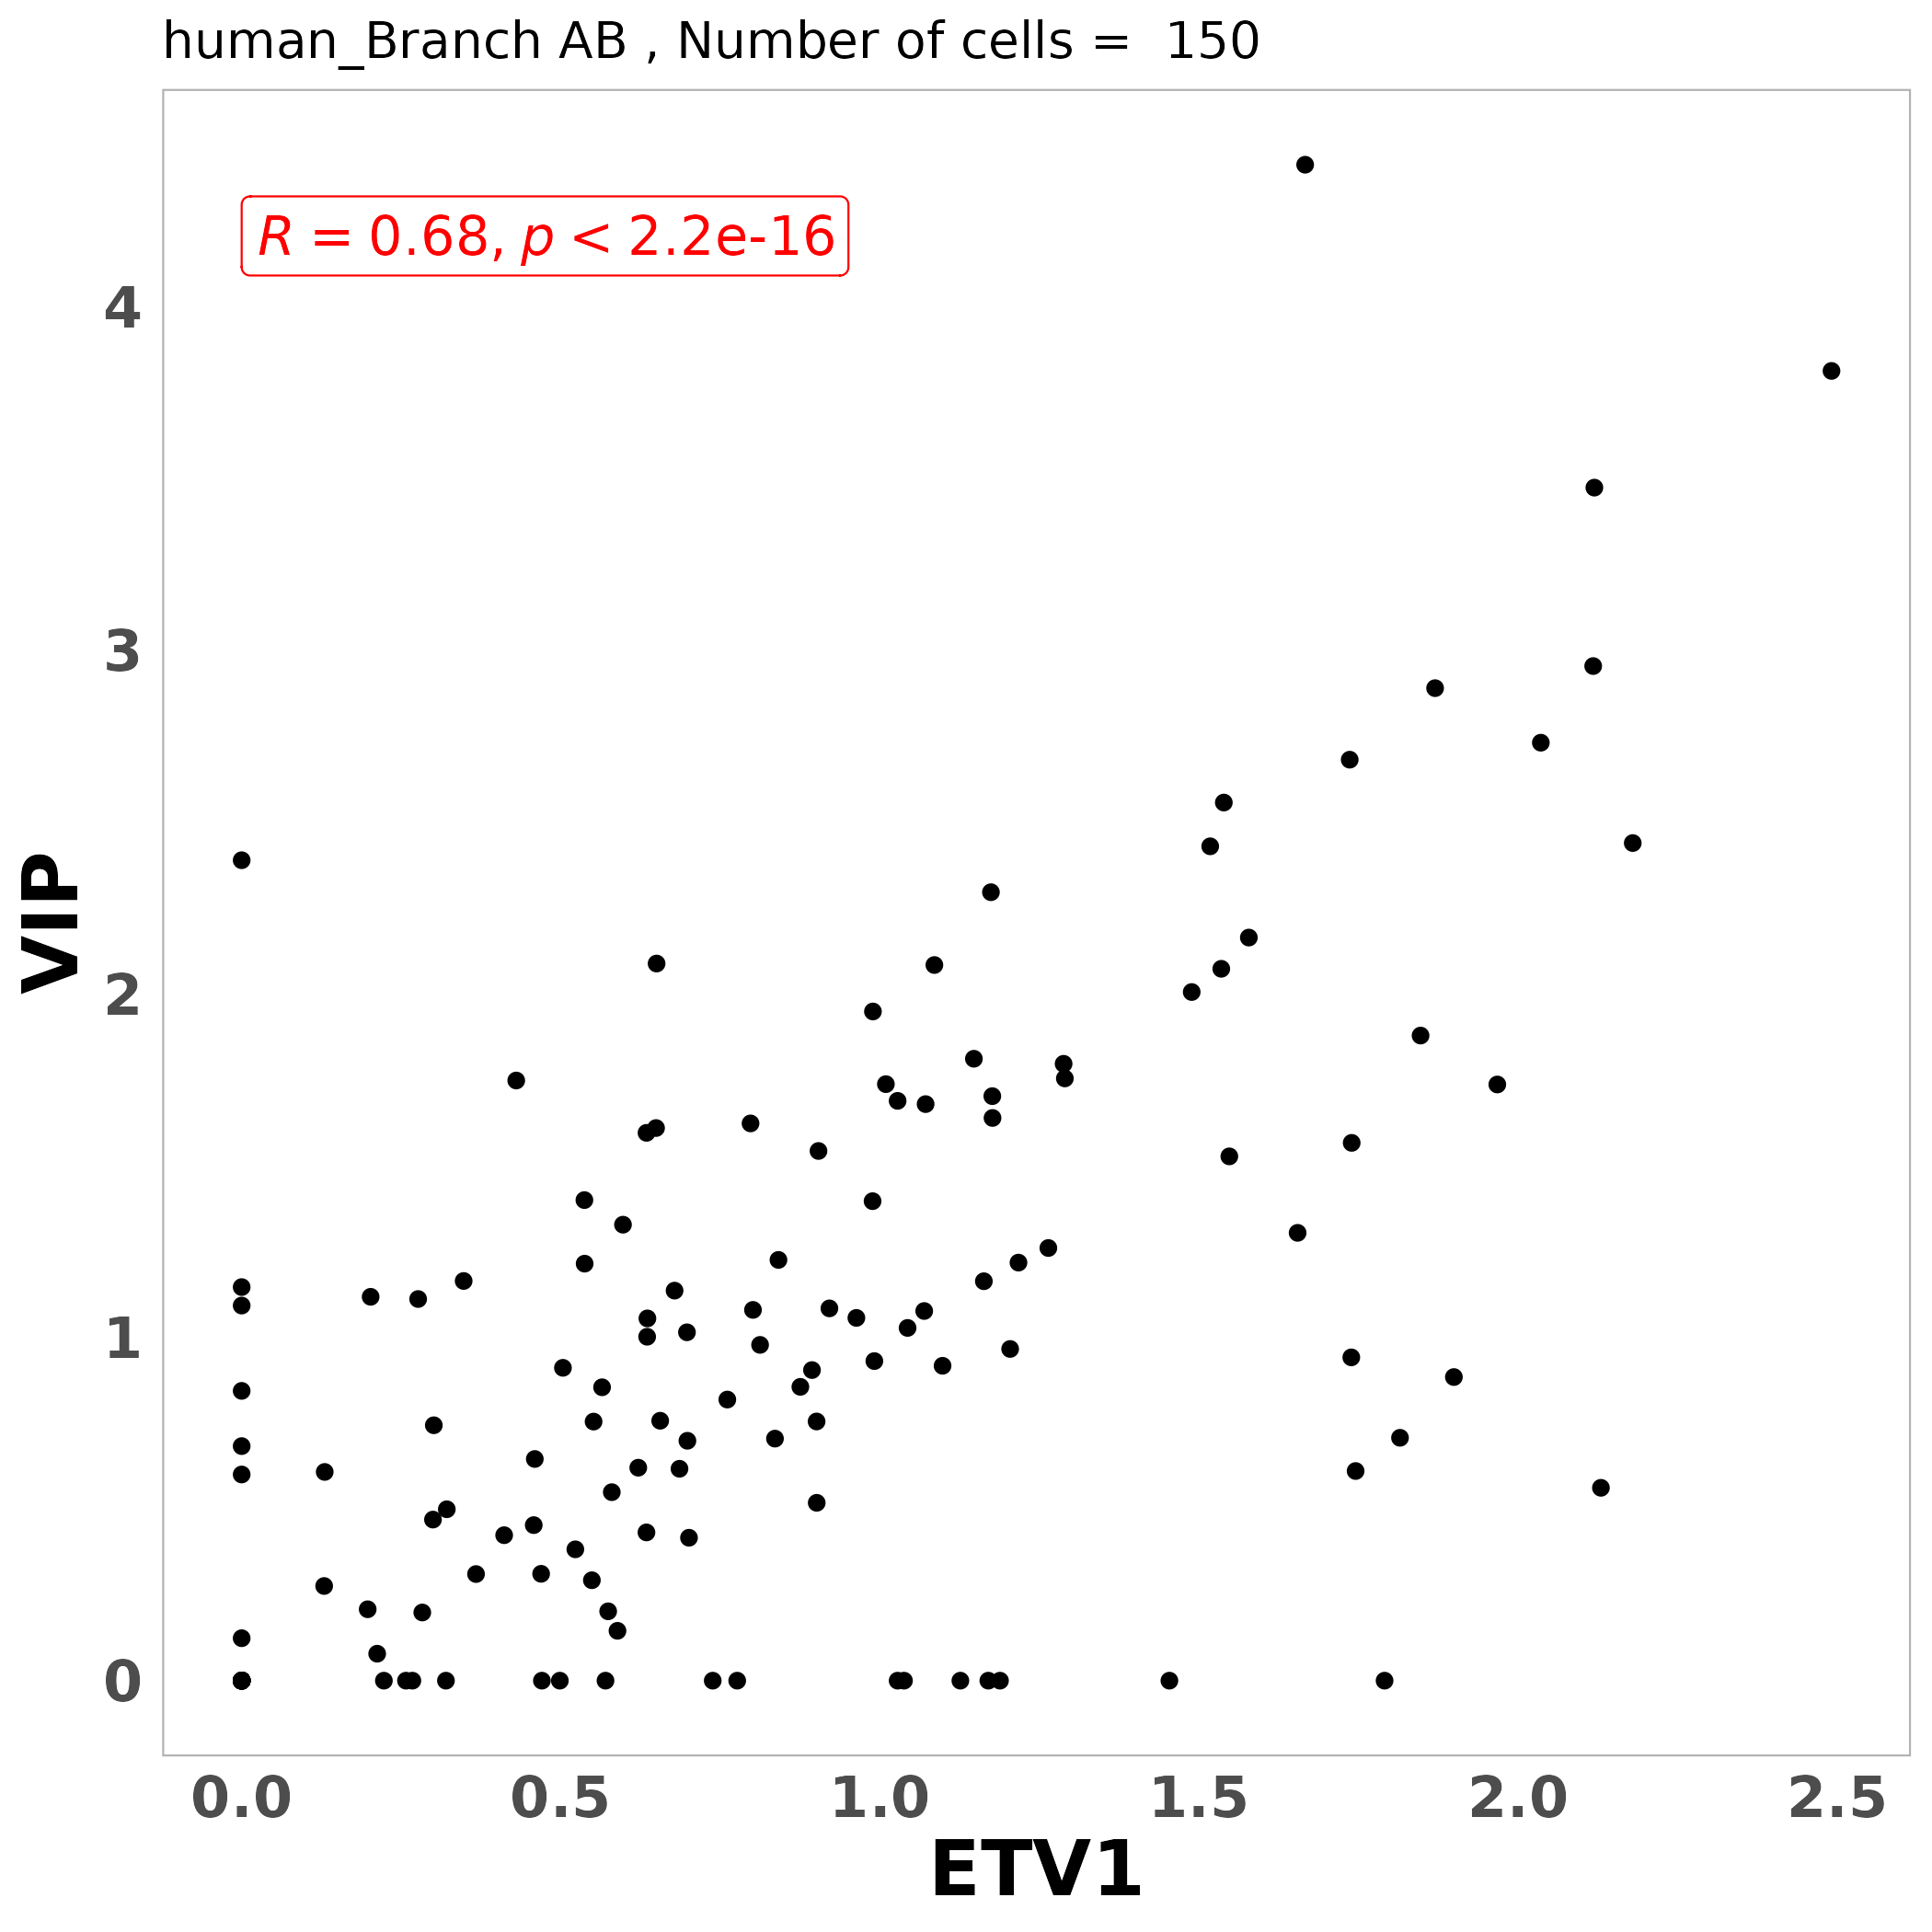 human_Branch AB , Number of cells =  150
R = 0.68, p < 2.2e-16
4
3
2
1
0
VIP
0.0 0.5 1.0 1.5 2.0 2.5
ETV1